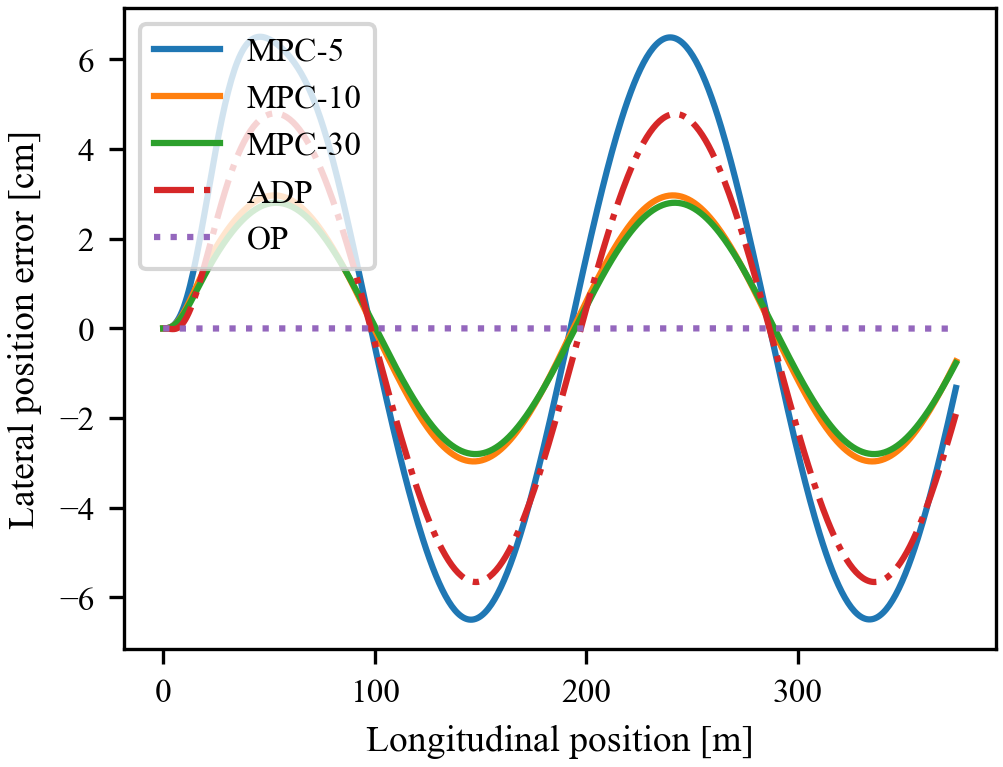 MPC-5
MPC-10
MPC-30
ADP
OP
Lateral position error [cm]
6
4
2
0
−2
−4
−6
0 100 200 300
Longitudinal position [m]